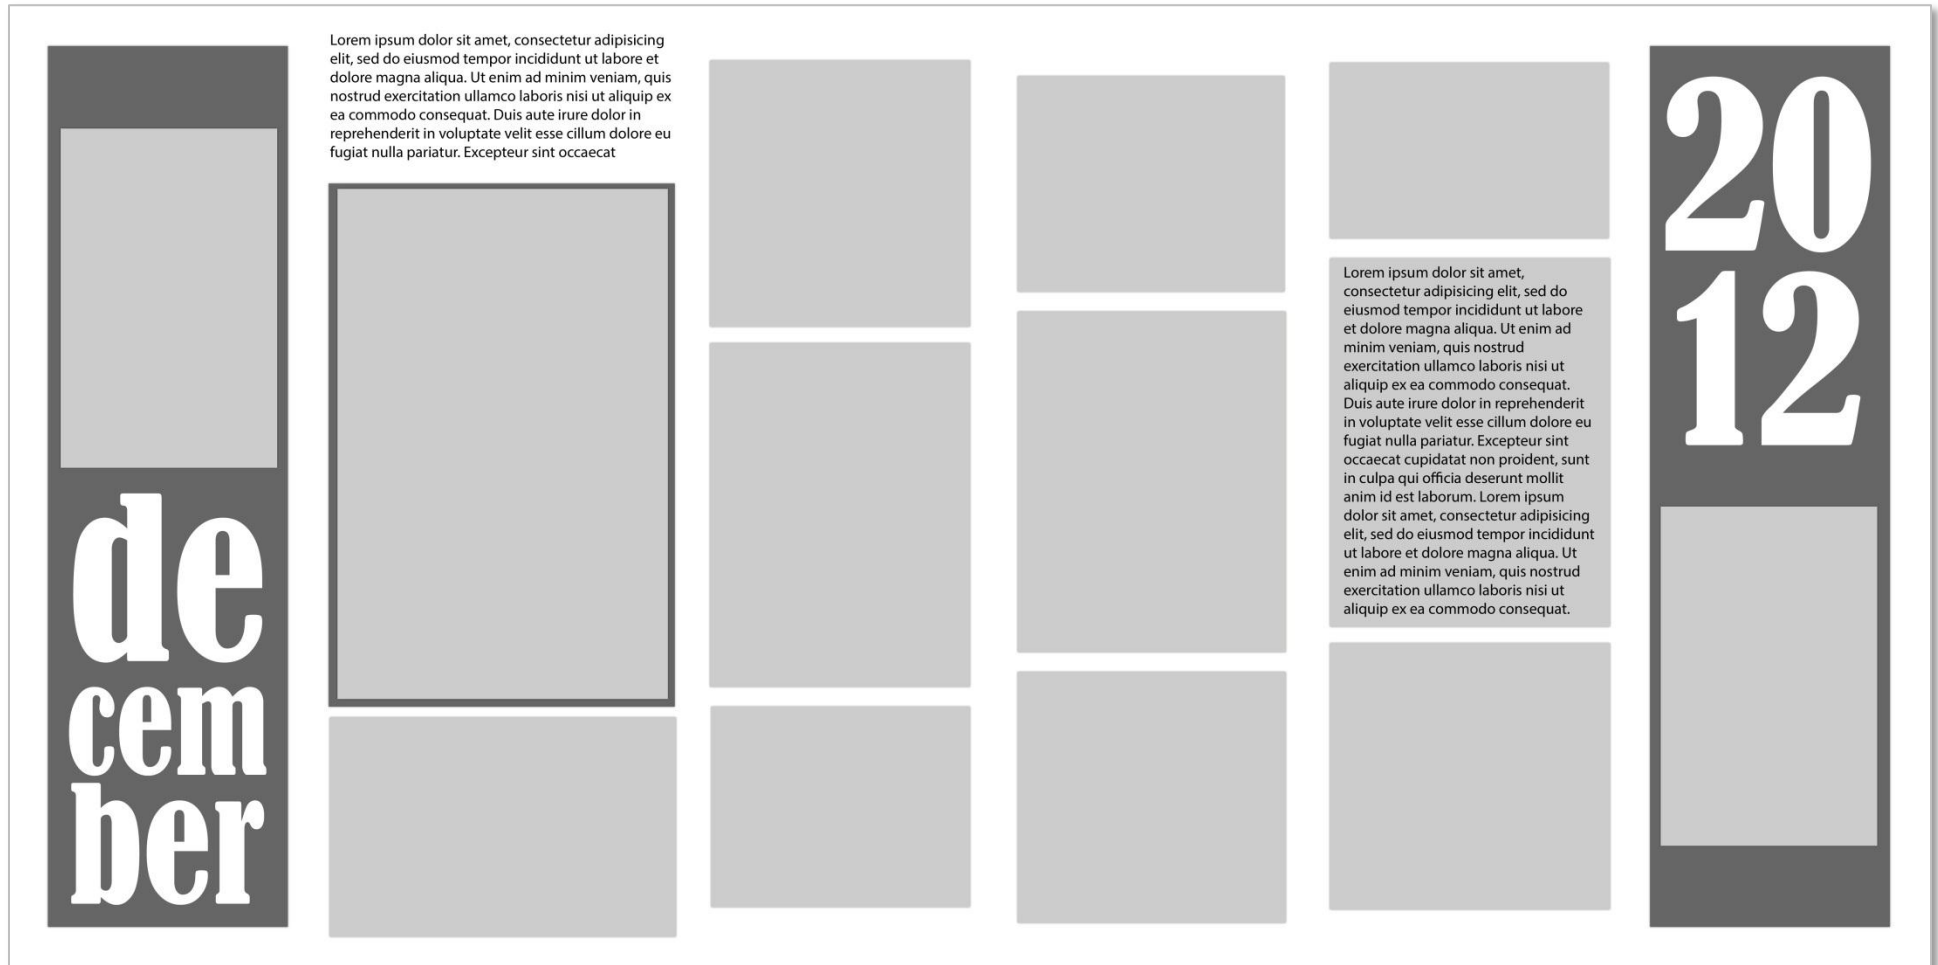 de
cem
ber
Lorem ipsum dolor sit amet, consectetur adipisicing
elit, sed do eiusmod tempor incididunt ut labore et
dolore magna aliqua. Ut enim ad minim veniam, quis
nostrud exercitation ullamco laboris nisi ut aliquip ex
ea commodo consequat. Duis aute irure dolor in
reprehenderit in voluptate velit esse cillum dolore eu
fugiat nulla pariatur. Excepteur sint occaecat
Lorem ipsum dolor sit amet,
consectetur adipisicing elit, sed do
eiusmod tempor incididunt ut labore
et dolore magna aliqua. Ut enim ad
minim veniam, quis nostrud
exercitation ullamco laboris nisi ut
aliquip ex ea commodo consequat.
Duis aute irure dolor in reprehenderit
in voluptate velit esse cillum dolore eu
fugiat nulla pariatur. Excepteur sint
occaecat cupidatat non proident, sunt
in culpa qui officia deserunt mollit
anim id est laborum. Lorem ipsum
dolor sit amet, consectetur adipisicing
elit, sed do eiusmod tempor incididunt
ut labore et dolore magna aliqua. Ut
enim ad minim veniam, quis nostrud
exercitation ullamco laboris nisi ut
aliquip ex ea commodo consequat.
20
12